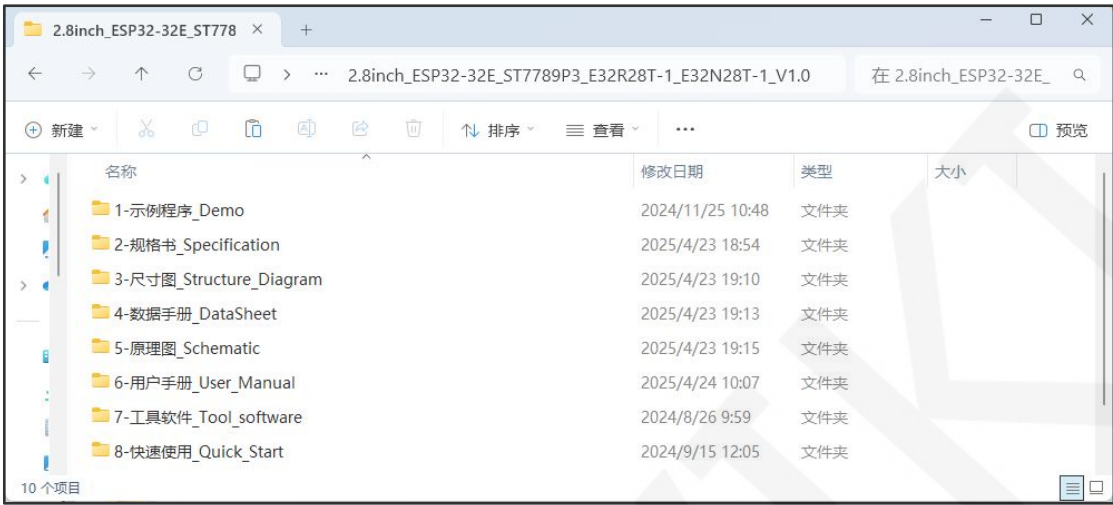 2.8inch_ESP32-32E_ST778
2.8inch_ESP32-32E_ST7789P3_E32R28T-1_E32N28T-1_V1.0 在 2.8inch_ESP32-32E_
新建 排序 查看 预览
名称 修改日期 类型 大小
1-示例程序_Demo 2024/11/25 10:48 文件夹
2-规格书_Specification 2025/4/23 18:54 文件夹
3-尺寸图_Structure_Diagram 2025/4/23 19:10 文件夹
4-数据手册_DataSheet 2025/4/23 19:13 文件夹
5-原理图_Schematic 2025/4/23 19:15 文件夹
6-用户手册_User_Manual 2025/4/24 10:07 文件夹
7-工具软件_Tool_software 2024/8/26 9:59 文件夹
8-快速使用_Quick_Start 2024/9/15 12:05 文件夹
10 个项目